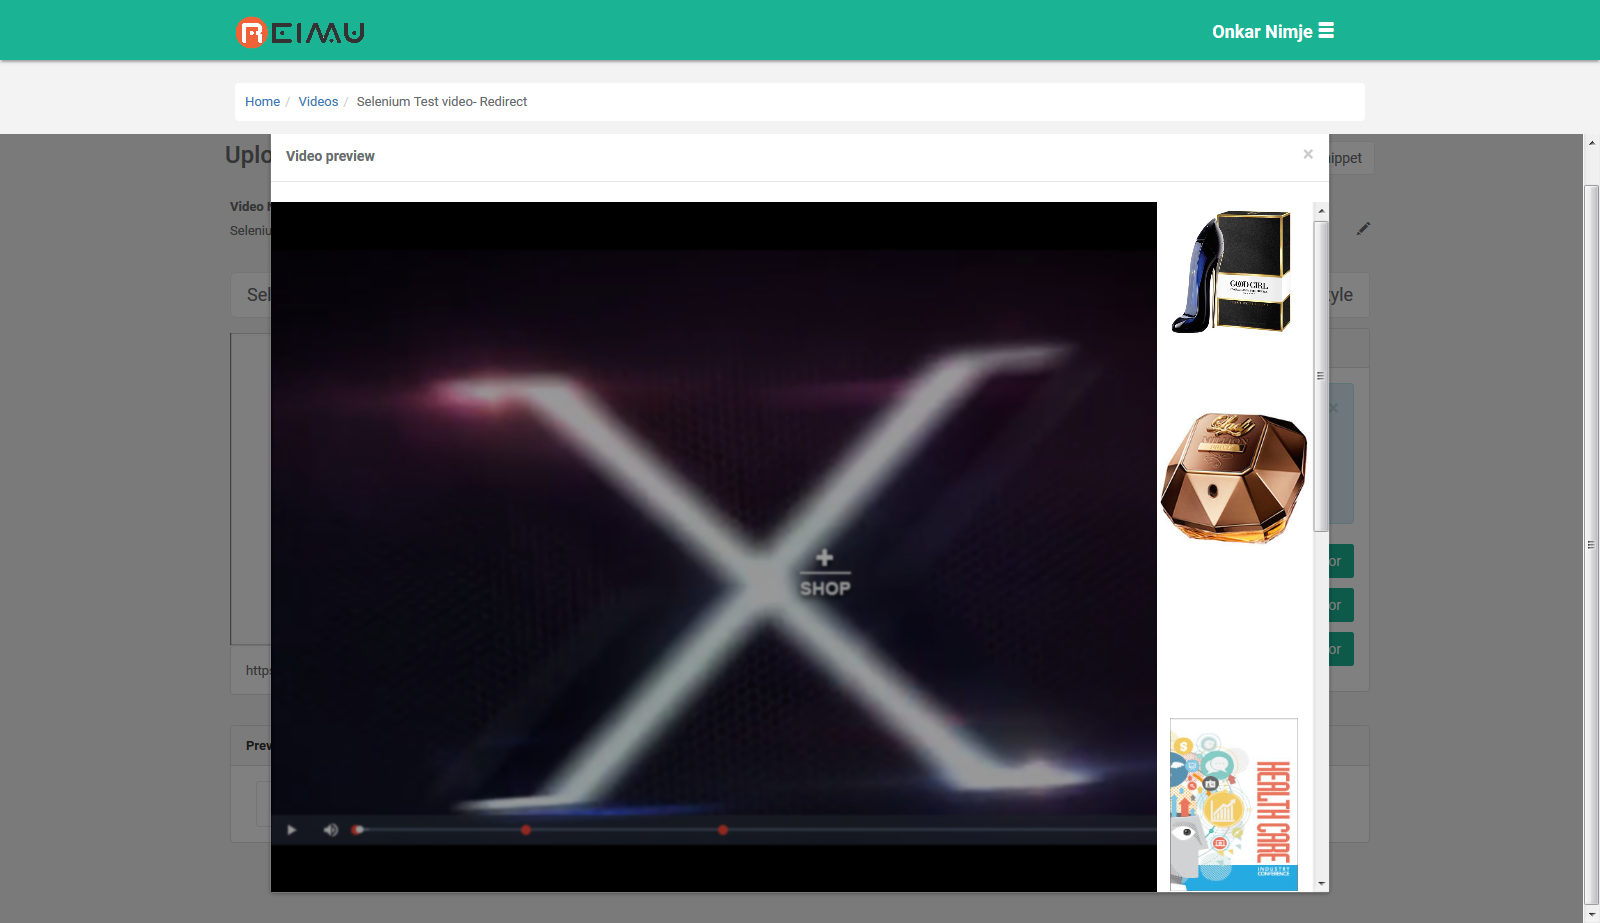 REIMU
Onkar Nimje
Home / Videos / Selenium Test video- Redirect
Uplo
Video preview
×
ippet
Video
Seleniu
Sel
yle
GOOD GIRL
×
Lady
MILLION
+
SHOP
or
or
or
https
Prev
HEALTH CARE
INDUSTRY
CONFERENCE